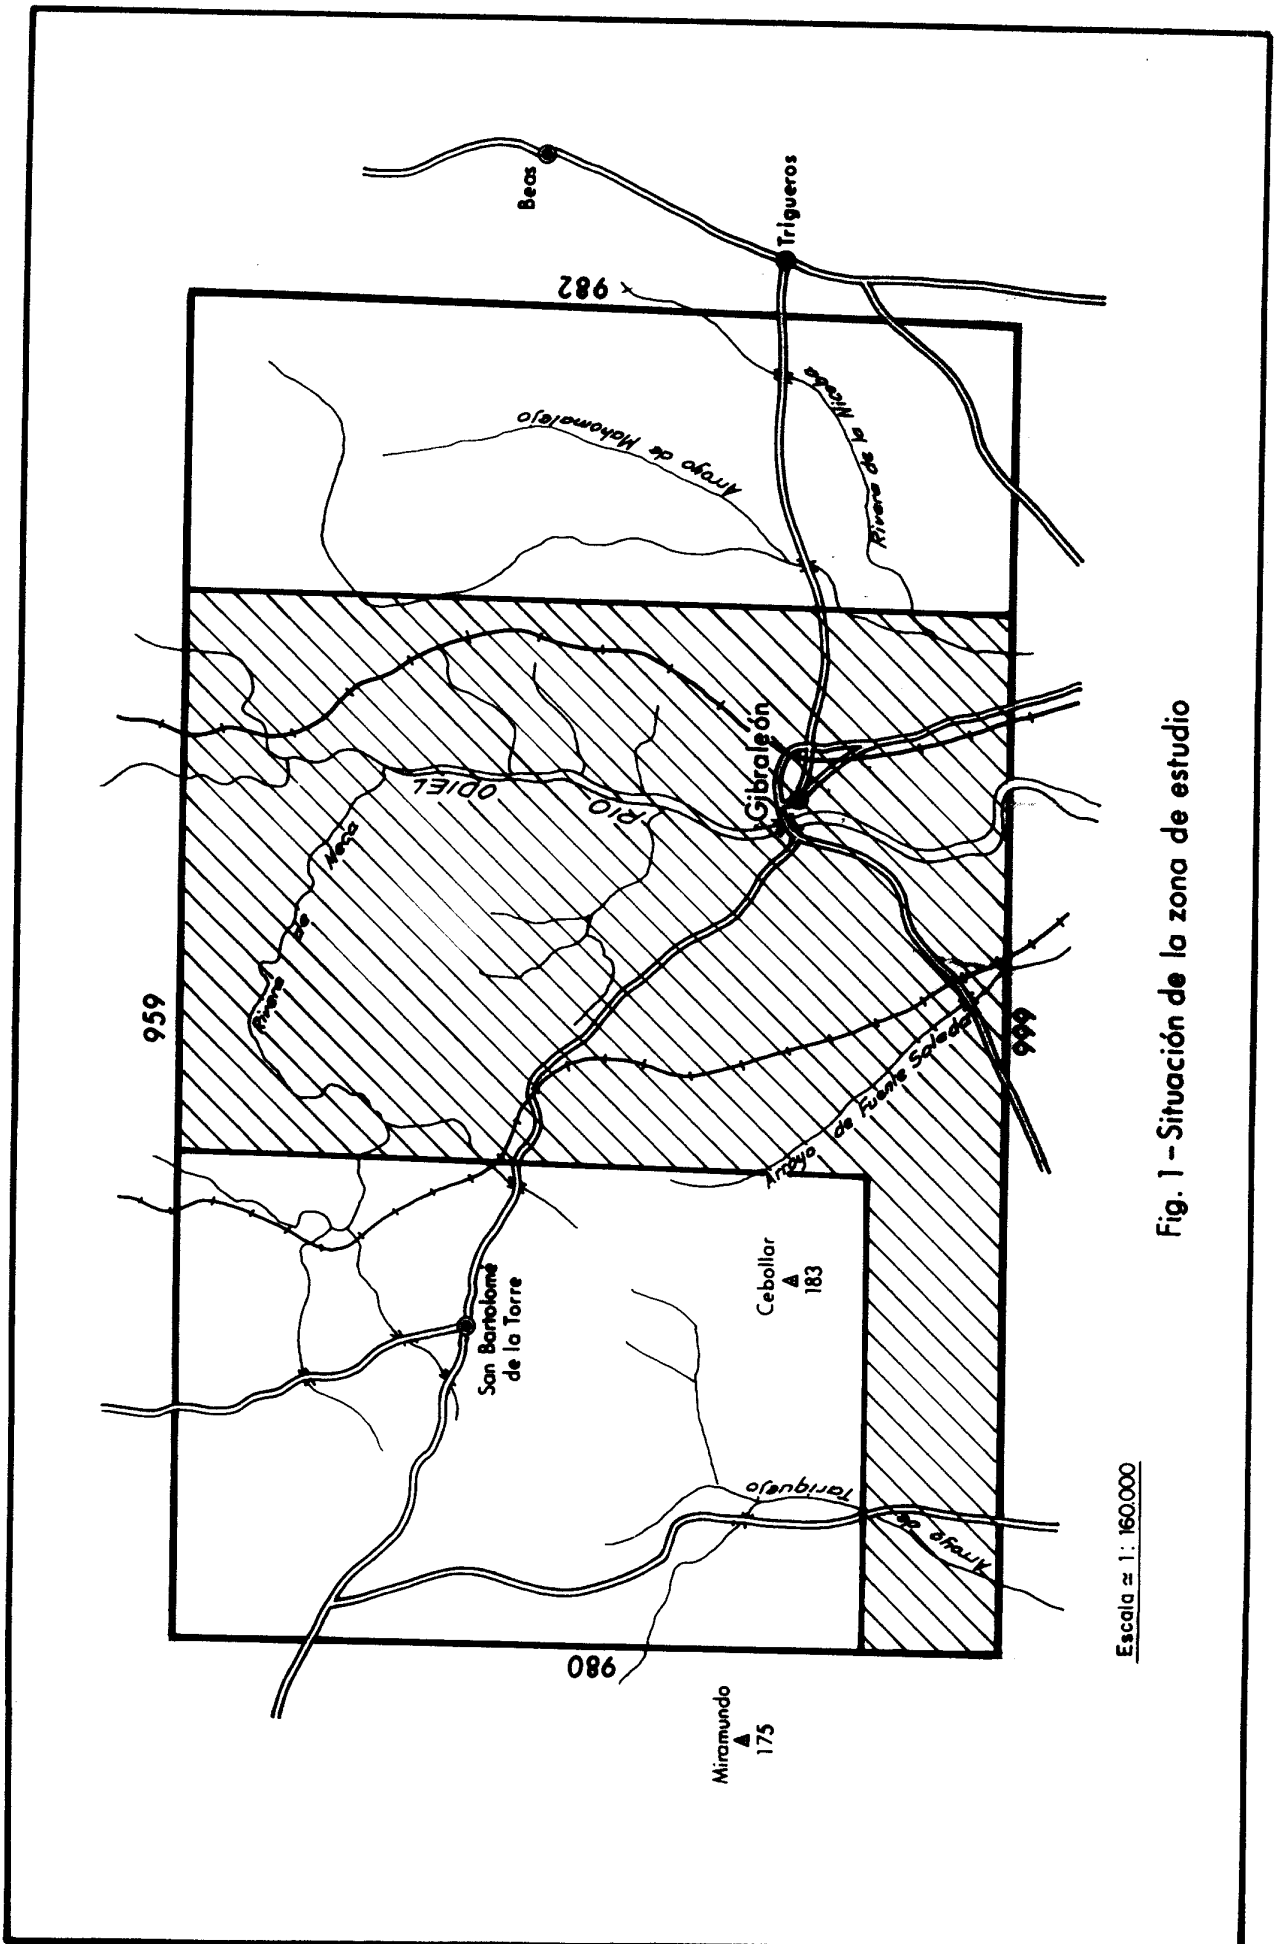 959
980
982
999
Beas
Trigueros
Rivera de la Nicoba
Arroyo de Mahomalejo
Gibraleón
RIO ODIEL
Rivera de Meca
Arroyo de Fuente Salada
San Bartolomé
de la Torre
Cebollar
183
Arroyo de Tariquejo
Miramundo
175
Escala ≃ 1: 160.000
Fig. 1-Situación de la zona de estudio